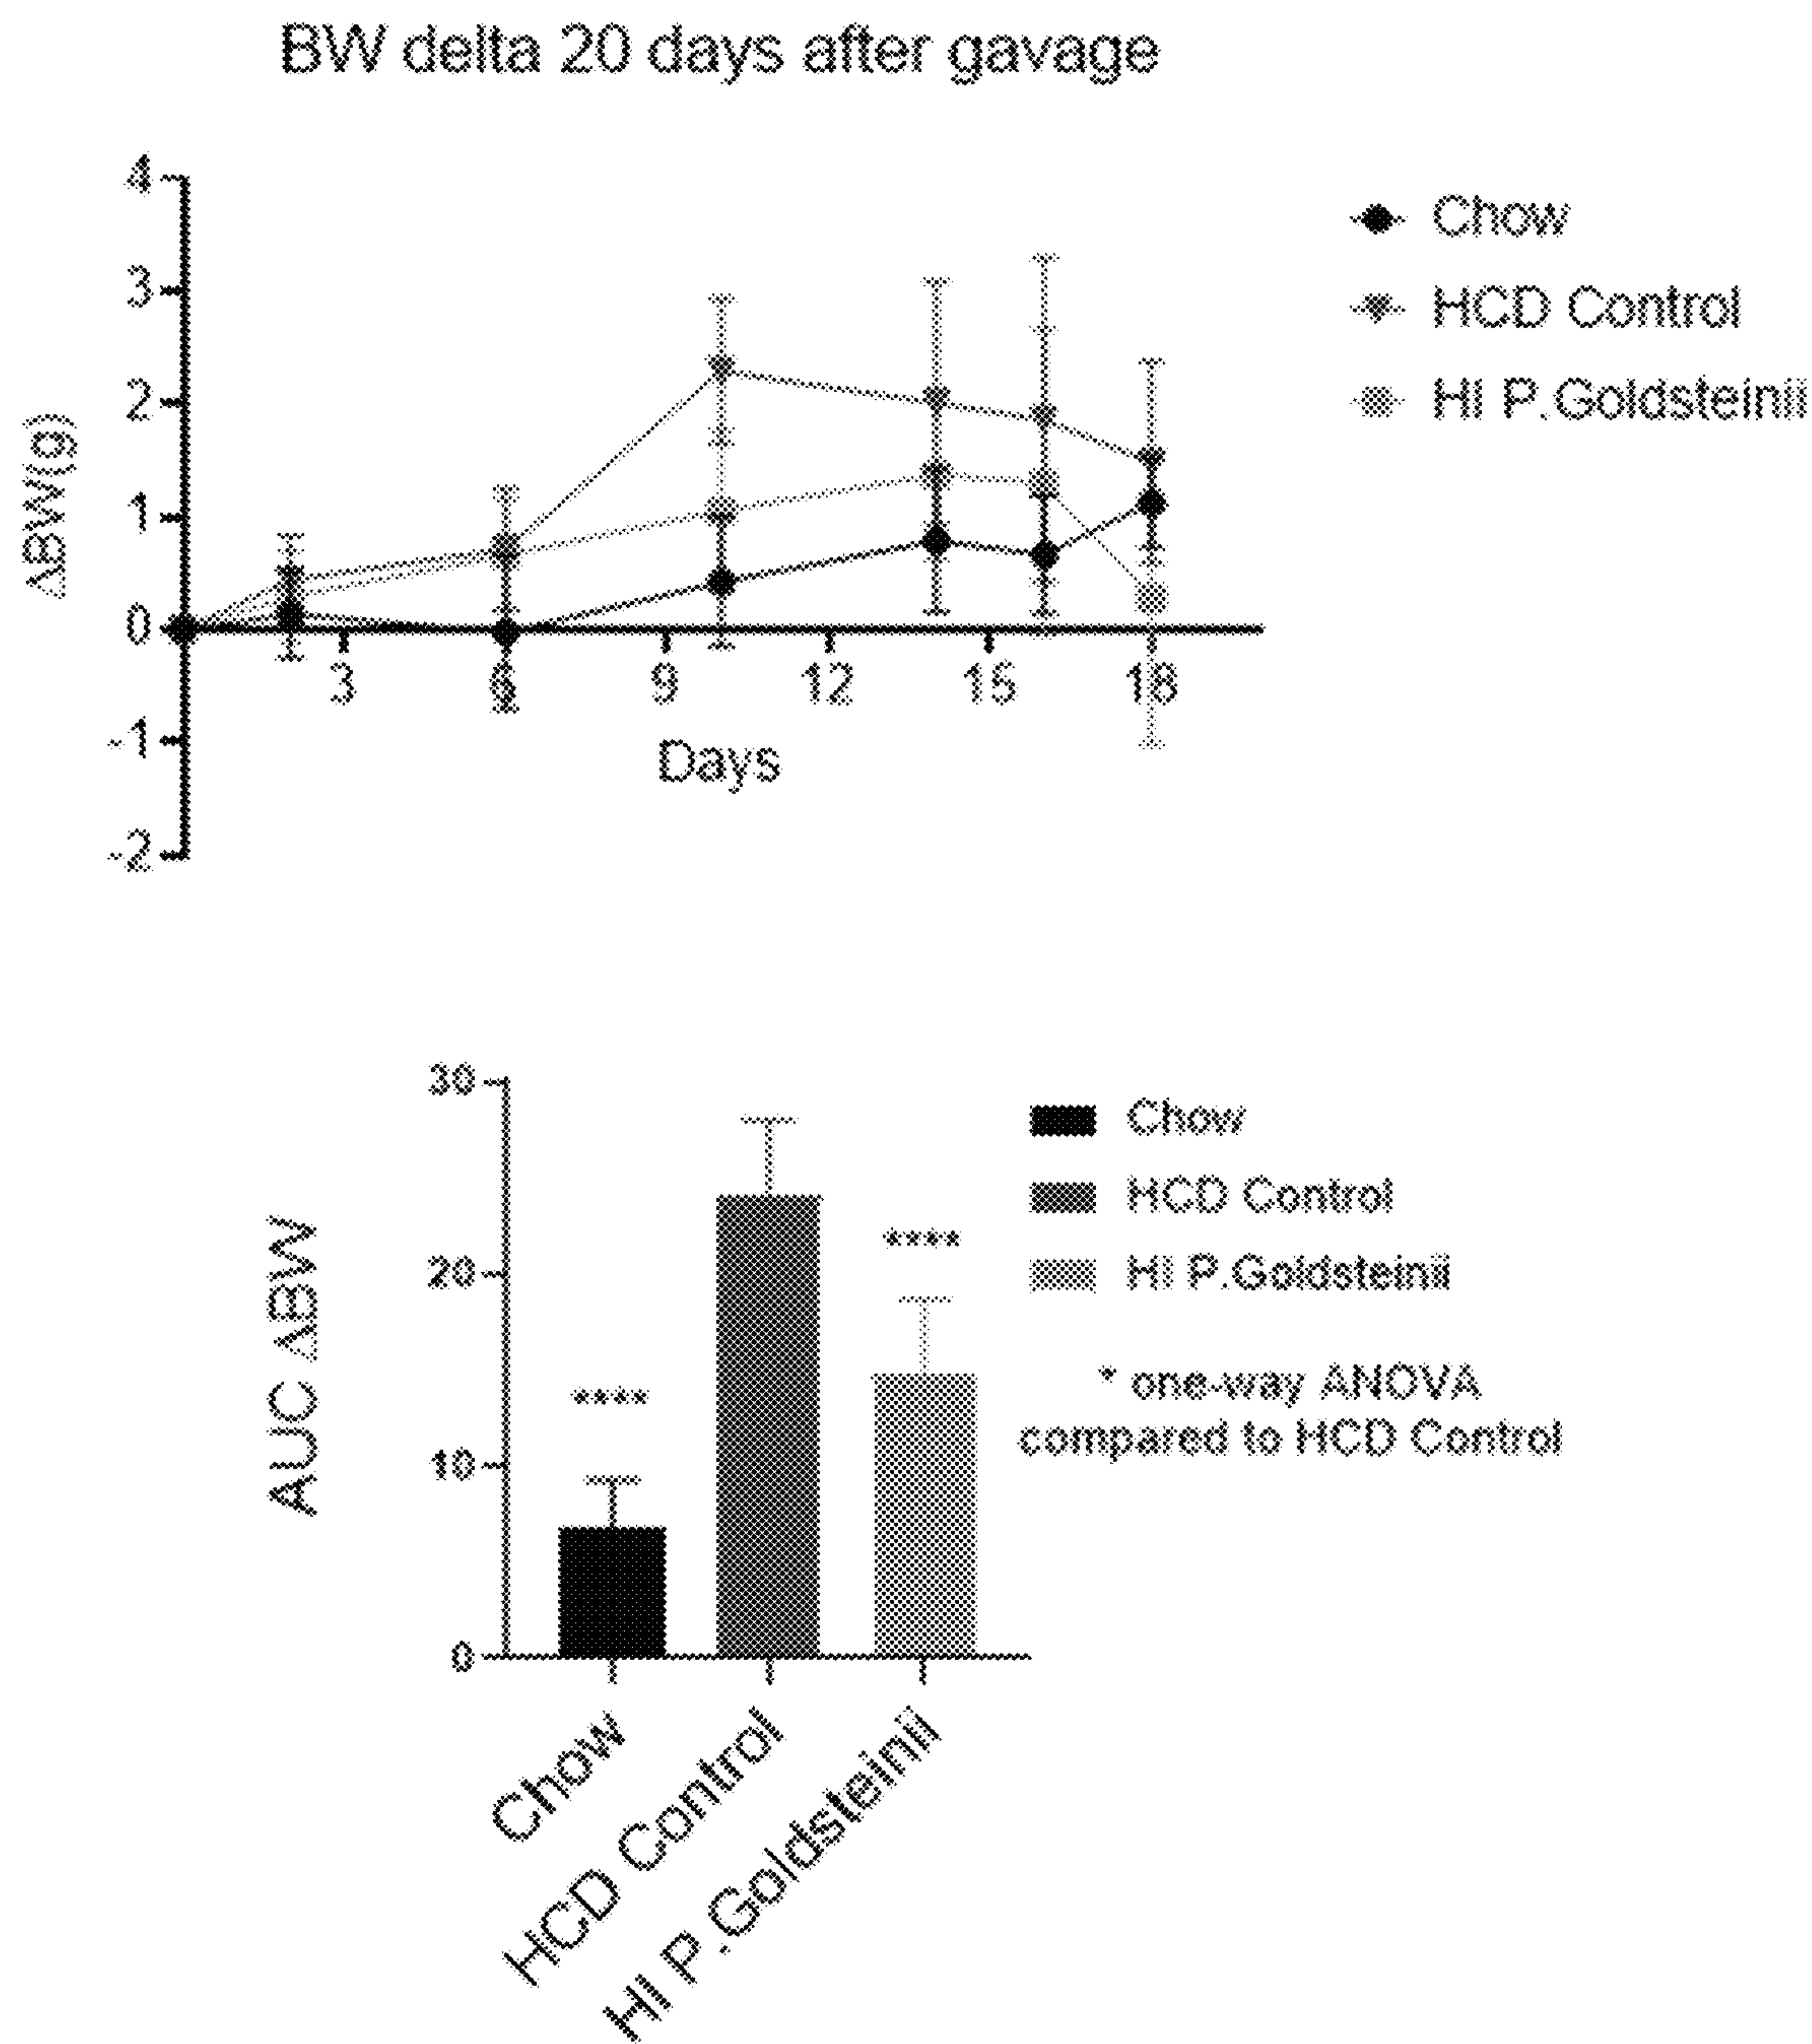 BW delta 20 days after gavage
4
3
2
1
0
-1
-2
ΔBW(g)
3
6
9
12
15
18
Days
Chow
HCD Control
HI P.Goldsteinii
30
20
10
0
AUC ΔBW
****
****
Chow
HCD Control
HI P.Goldsteinii
* one-way ANOVA
compared to HCD Control
Chow
HCD Control
HI P.Goldsteinii